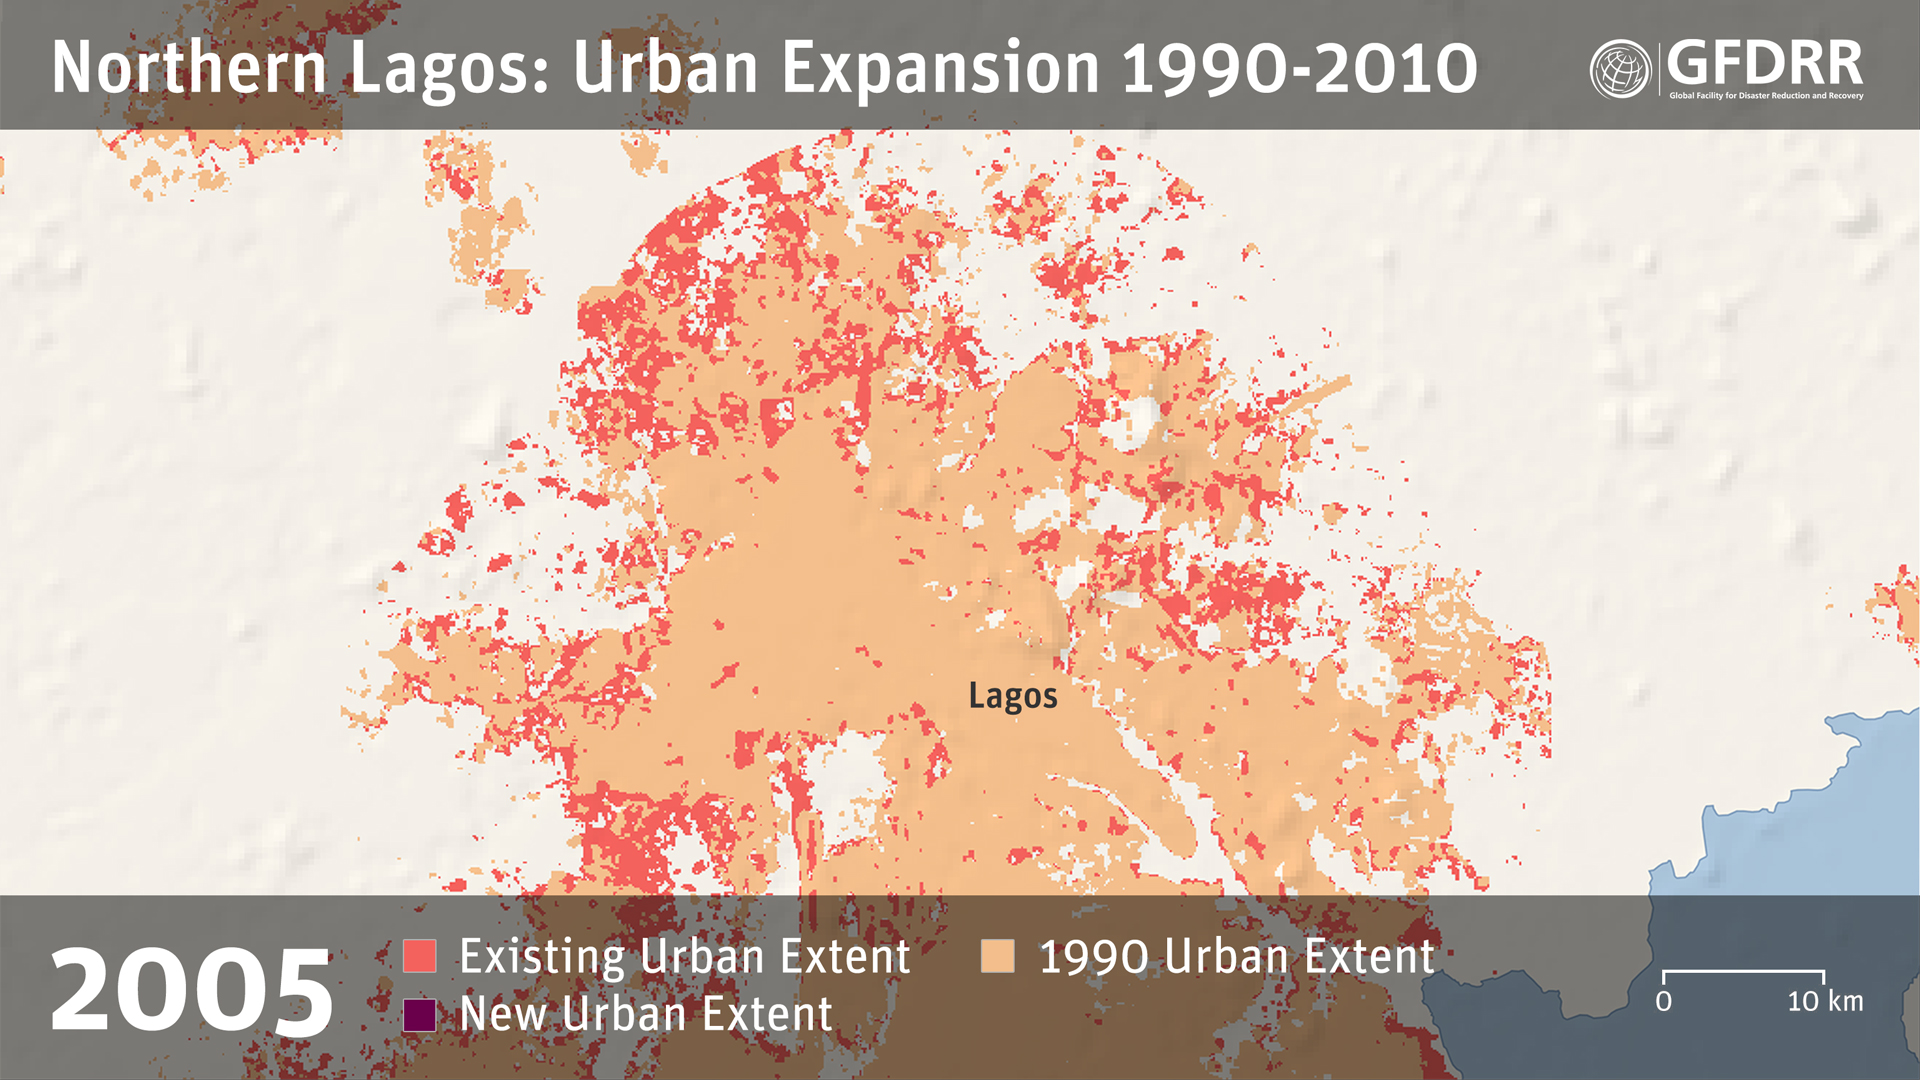 Northern Lagos: Urban Expansion 1990-2010
GFDRR
Global Facility for Disaster Reduction and Recovery
Lagos
2005
Existing Urban Extent
1990 Urban Extent
New Urban Extent
0 10 km